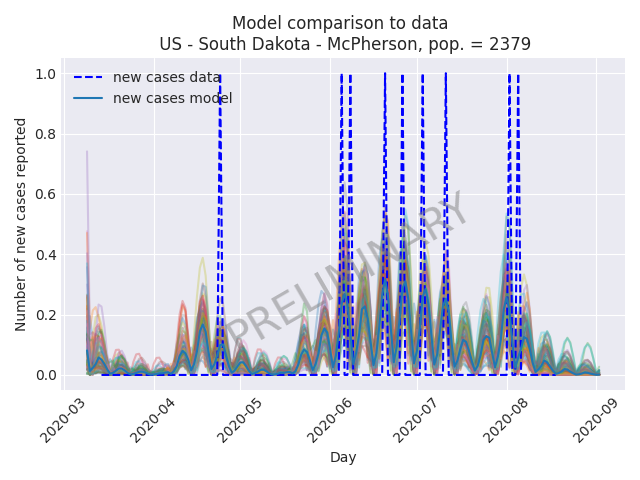 Model comparison to data
US - South Dakota - McPherson, pop. = 2379
new cases data
new cases model
PRELIMINARY
Number of new cases reported
1.0
0.8
0.6
0.4
0.2
0.0
2020-03
2020-04
2020-05
2020-06
2020-07
2020-08
2020-09
Day